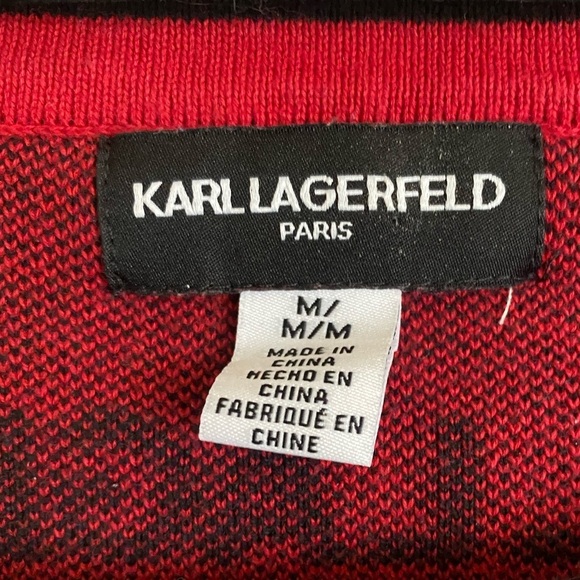 KARL LAGERFELD
PARIS
M/
M/M
MADE IN
CHINA
HECHO EN
CHINA
FABRIQUÉ EN
CHINE